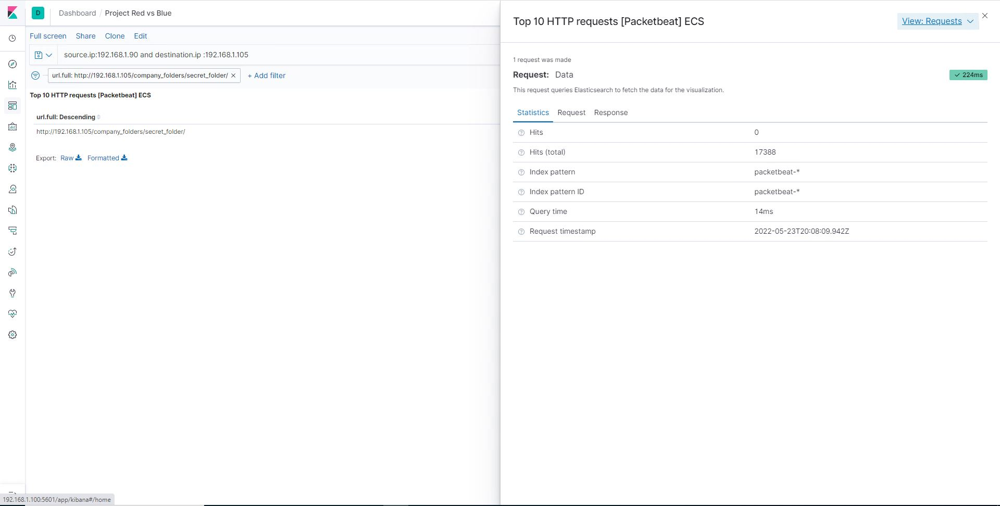 D
Dashboard / Project Red vs Blue
Full screen Share Clone Edit
source.ip:192.168.1.90 and destination.ip :192.168.1.105
url.full: http://192.168.1.105/company_folders/secret_folder/ × + Add filter
Top 10 HTTP requests [Packetbeat] ECS
url.full: Descending
http://192.168.1.105/company_folders/secret_folder/
Export: Raw Formatted
192.168.1.100:5601/app/kibana#/home
Top 10 HTTP requests [Packetbeat] ECS
View: Requests
1 request was made
Request: Data
224ms
This request queries Elasticsearch to fetch the data for the visualization.
Statistics Request Response
Hits 0
Hits (total) 17388
Index pattern packetbeat-*
Index pattern ID packetbeat-*
Query time 14ms
Request timestamp 2022-05-23T20:08:09.942Z